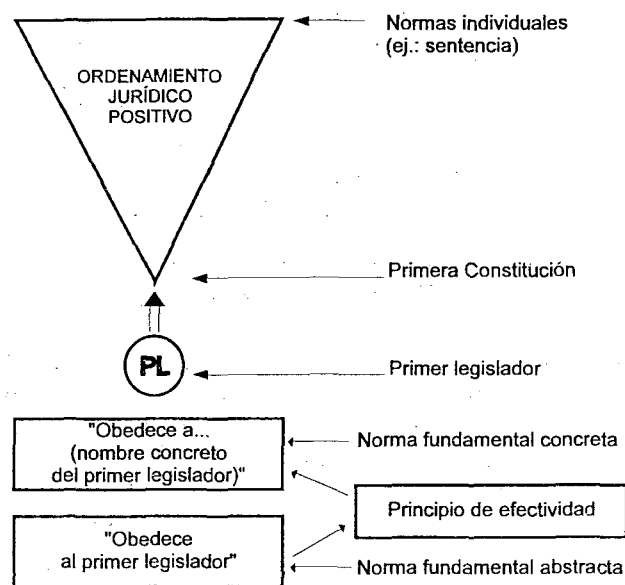 Normas individuales
(ej.: sentencia)
ORDENAMIENTO
JURÍDICO
POSITIVO
Primera Constitución
PL
Primer legislador
"Obedece a...
(nombre concreto
del primer legislador)"
Norma fundamental concreta
Principio de efectividad
"Obedece
al primer legislador"
Norma fundamental abstracta